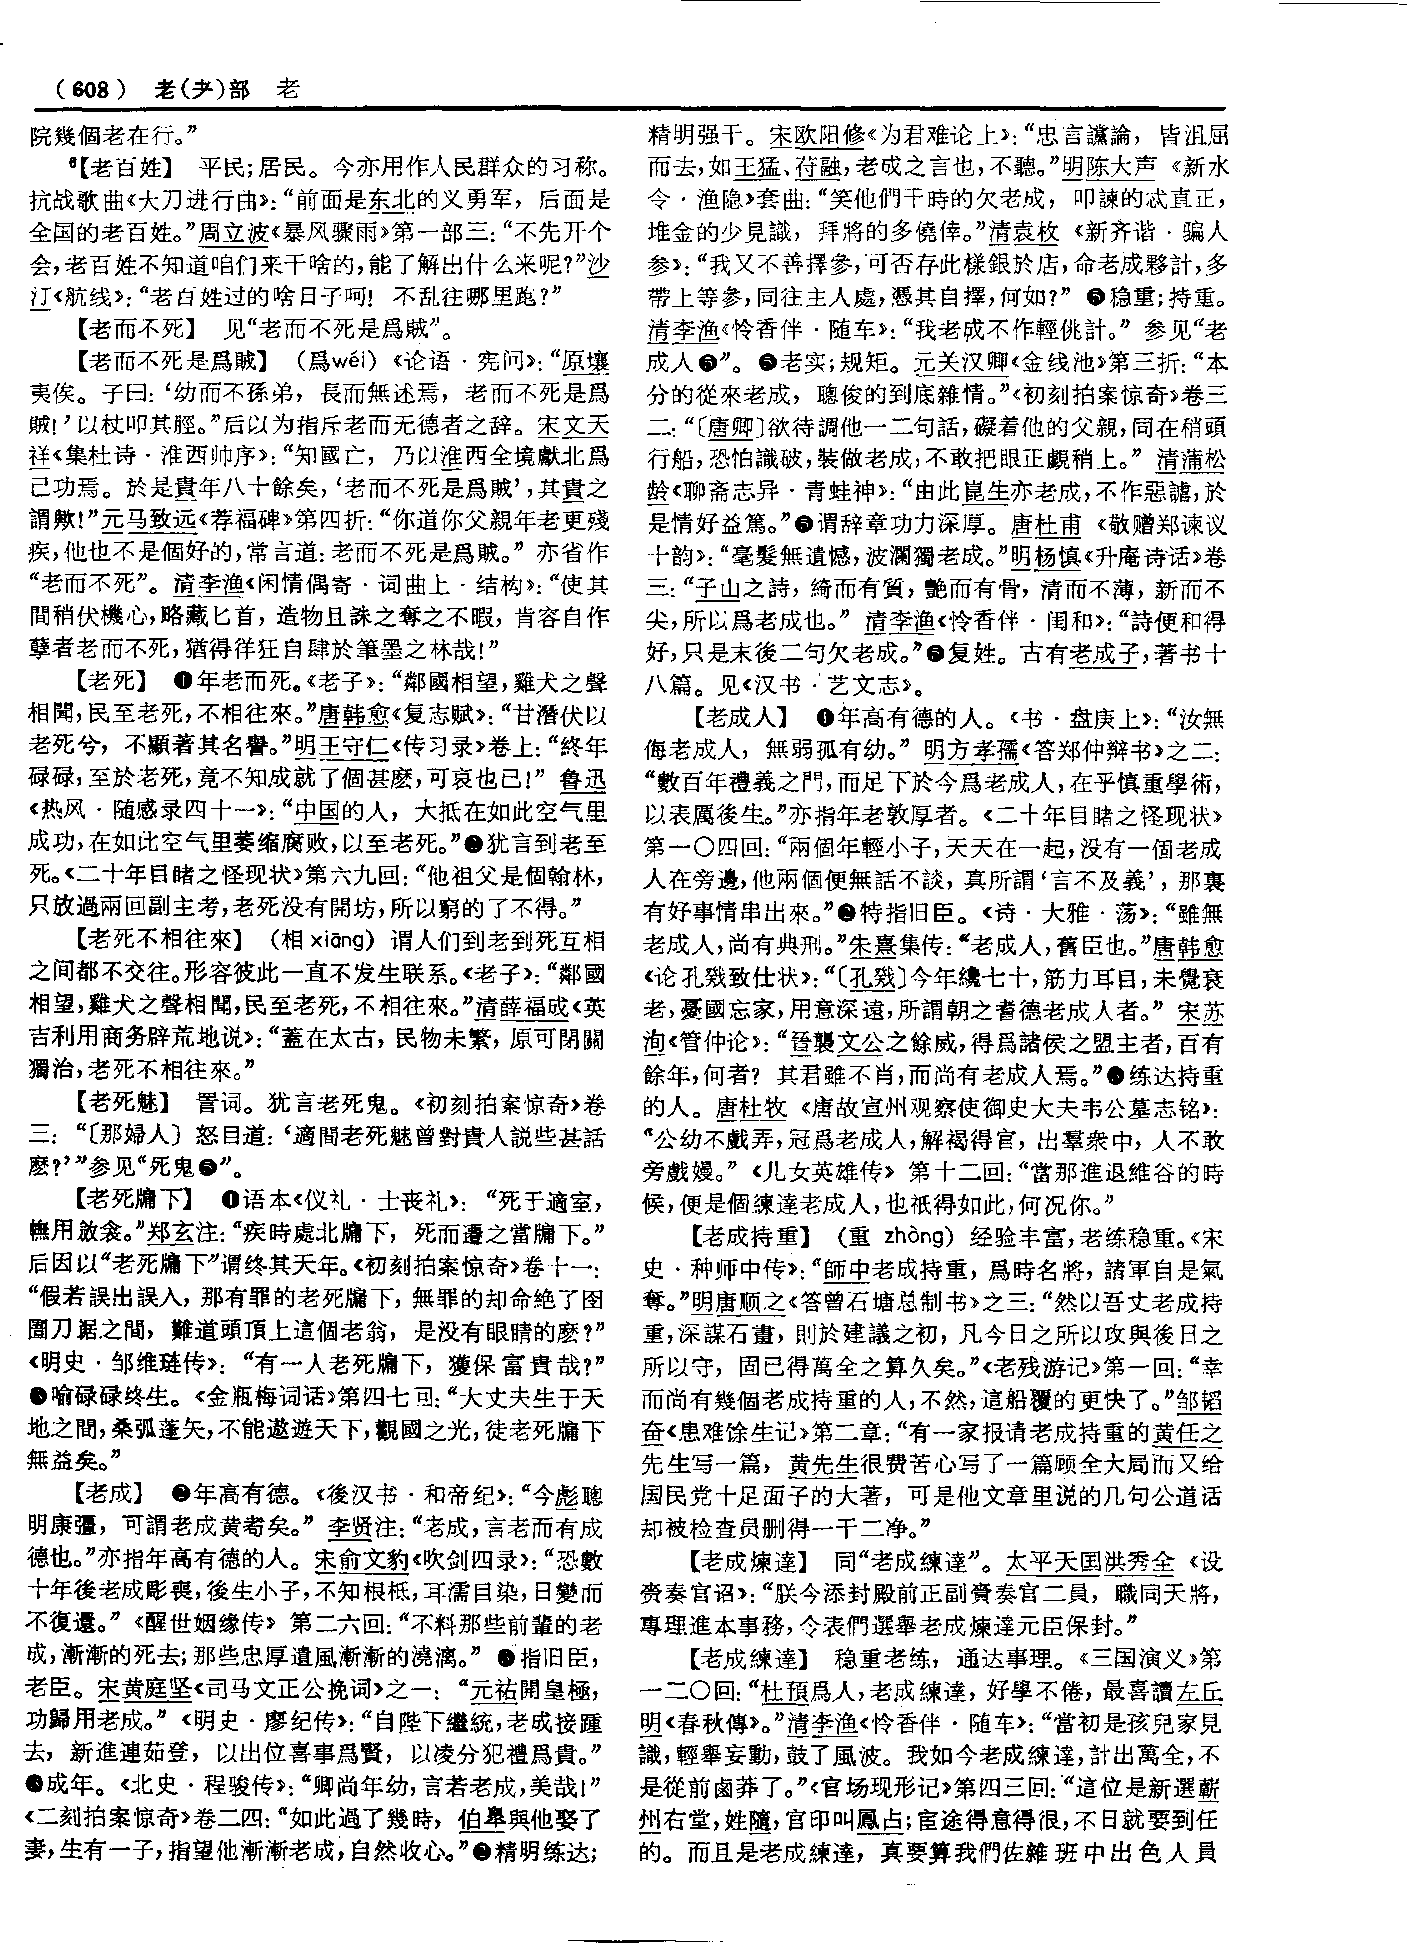 （608） 老(耂)部 老
院幾個老在行。”
【老百姓】 平民;居民。今亦用作人民群众的习称。
抗战歌曲《大刀进行曲》：“前面是东北的义勇军，后面是
全国的老百姓。”周立波《暴风骤雨》第一部三：“不先开个
会，老百姓不知道咱们来干啥的，能了解出什么来呢？”沙
汀《航线》：“老百姓过的啥日子呵！ 不乱往哪里跑？”
【老而不死】 见“老而不死是爲賊”。
【老而不死是爲賊】 （爲wéi）《论语·宪问》：“原壤
夷俟。子曰：‘幼而不孫弟，長而無述焉，老而不死是爲
賊！’以杖叩其脛。”后以为指斥老而无德者之辞。宋文天
祥《集杜诗·淮西帅序》：“知國亡，乃以淮西全境獻北爲
己功焉。於是貴年八十餘矣，‘老而不死是爲賊’，其貴之
謂歟！”元马致远《荐福碑》第四折：“你道你父親年老更殘
疾，他也不是個好的，常言道：老而不死是爲賊。” 亦省作
“老而不死”。清李渔《闲情偶寄·词曲上·结构》：“使其
間稍伏機心，略藏匕首，造物且誅之奪之不暇，肯容自作
孽者老而不死，猶得徉狂自肆於筆墨之林哉！”
【老死】 ❶年老而死。《老子》：“鄰國相望，雞犬之聲
相聞，民至老死，不相往來。”唐韩愈《复志赋》：“甘潛伏以
老死兮，不顯著其名譽。”明王守仁《传习录》卷上：“終年
碌碌，至於老死，竟不知成就了個甚麽，可哀也已！” 鲁迅
《热风·随感录四十一》：“中国的人，大抵在如此空气里
成功，在如此空气里萎缩腐败，以至老死。”❷犹言到老至
死。《二十年目睹之怪现状》第六九回：“他祖父是個翰林，
只放過兩回副主考，老死没有開坊，所以窮的了不得。”
【老死不相往來】 （相 xiāng）谓人们到老到死互相
之间都不交往。形容彼此一直不发生联系。《老子》：“鄰國
相望，雞犬之聲相聞，民至老死，不相往來。”清薛福成《英
吉利用商务辟荒地说》：“蓋在太古，民物未繁，原可閉關
獨治，老死不相往來。”
【老死魅】 詈词。犹言老死鬼。《初刻拍案惊奇》卷
三：“〔那婦人〕怒目道：‘適間老死魅曾對貴人説些甚話
麽？’”参见“死鬼❺”。
【老死牖下】 ❶语本《仪礼·士丧礼》：“死于適室，
幠用斂衾。”郑玄注：“疾時處北牖下，死而遷之當牖下。”
后因以“老死牖下”谓终其天年。《初刻拍案惊奇》卷十一：
“假若誤出誤入，那有罪的老死牖下，無罪的却命絶了囹
圄刀鋸之間，難道頭頂上這個老翁，是没有眼睛的麽？”
《明史·邹维琏传》：“有一人老死牖下，獲保富貴哉？”
❷喻碌碌终生。《金瓶梅词话》第四七回：“大丈夫生于天
地之間，桑弧蓬矢，不能遨遊天下，觀國之光，徒老死牖下
無益矣。”
【老成】 ❶年高有德。《後汉书·和帝纪》：“今彪聰
明康彊，可謂老成黄耇矣。” 李贤注：“老成，言老而有成
德也。”亦指年高有德的人。宋俞文豹《吹剑四录》：“恐數
十年後老成彫喪，後生小子，不知根柢，耳濡目染，日變而
不復還。” 《醒世姻缘传》第二六回：“不料那些前輩的老
成，漸漸的死去；那些忠厚遺風漸漸的澆漓。” ❷指旧臣，
老臣。宋黄庭坚《司马文正公挽词》之一：“元祐開皇極，
功歸用老成。” 《明史·廖纪传》：“自陛下繼統，老成接踵
去，新進連茹登，以出位喜事爲賢，以凌分犯禮爲貴。”
❸成年。《北史·程骏传》：“卿尚年幼，言若老成，美哉！”
《二刻拍案惊奇》卷二四：“如此過了幾時，伯皋與他娶了
妻，生有一子，指望他漸漸老成，自然收心。”❹精明练达；
精明强干。宋欧阳修《为君难论上》：“忠言讜論，皆沮屈
而去，如王猛、苻融，老成之言也，不聽。”明陈大声《新水
令·渔隐》套曲：“笑他們干時的欠老成，叩諫的忒直正，
堆金的少見識，拜將的多僥倖。”清袁枚《新齐谐·骗人
参》：“我又不善擇參，可否存此樣銀於店，命老成夥計，多
帶上等參，同往主人處，憑其自擇，何如？” ❺稳重；持重。
清李渔《怜香伴·随车》：“我老成不作輕佻計。” 参见“老
成人❸”。❻老实；规矩。元关汉卿《金线池》第三折：“本
分的從來老成，聰俊的到底雜情。”《初刻拍案惊奇》卷三
二：“〔唐卿〕欲待調他一二句話，礙着他的父親，同在稍頭
行船，恐怕識破，裝做老成，不敢把眼正覷稍上。” 清蒲松
龄《聊斋志异·青蛙神》：“由此崑生亦老成，不作惡謔，於
是情好益篤。”❼谓辞章功力深厚。唐杜甫《敬赠郑谏议
十韵》：“毫髮無遺憾，波瀾獨老成。”明杨慎《升庵诗话》卷
三：“子山之詩，綺而有質，艷而有骨，清而不薄，新而不
尖，所以爲老成也。” 清李渔《怜香伴·闺和》：“詩便和得
好，只是末後二句欠老成。”❽复姓。古有老成子，著书十
八篇。见《汉书·艺文志》。
【老成人】 ❶年高有德的人。《书·盘庚上》：“汝無
侮老成人，無弱孤有幼。” 明方孝孺《答郑仲辩书》之二：
“數百年禮義之門，而足下於今爲老成人，在乎慎重學術，
以表厲後生。”亦指年老敦厚者。《二十年目睹之怪现状》
第一〇四回：“兩個年輕小子，天天在一起，没有一個老成
人在旁邊，他兩個便無話不談，真所謂‘言不及義’，那裏
有好事情串出來。”❷特指旧臣。《诗·大雅·荡》：“雖無
老成人，尚有典刑。”朱熹集传：“老成人，舊臣也。”唐韩愈
《论孔戣致仕状》：“〔孔戣〕今年纔七十，筋力耳目，未覺衰
老，憂國忘家，用意深遠，所謂朝之耆德老成人者。” 宋苏
洵《管仲论》：“晉襲文公之餘威，得爲諸侯之盟主者，百有
餘年，何者？ 其君雖不肖，而尚有老成人焉。”❸练达持重
的人。唐杜牧《唐故宣州观察使御史大夫韦公墓志铭》：
“公幼不戲弄，冠爲老成人，解褐得官，出羣衆中，人不敢
旁戲嫚。” 《儿女英雄传》第十二回：“當那進退維谷的時
候，便是個練達老成人，也衹得如此，何况你。”
【老成持重】 （重 zhòng）经验丰富，老练稳重。《宋
史·种师中传》：“師中老成持重，爲時名將，諸軍自是氣
奪。”明唐顺之《答曾石塘总制书》之三：“然以吾丈老成持
重，深謀石畫，則於建議之初，凡今日之所以攻與後日之
所以守，固已得萬全之算久矣。”《老残游记》第一回：“幸
而尚有幾個老成持重的人，不然，這船覆的更快了。”邹韬
奋《患难馀生记》第二章：“有一家报请老成持重的黄任之
先生写一篇，黄先生很费苦心写了一篇顾全大局而又给
国民党十足面子的大著，可是他文章里说的几句公道话
却被检查员删得一干二净。”
【老成煉達】 同“老成練達”。太平天国洪秀全《设
赍奏官诏》：“朕今添封殿前正副賫奏官二員，職同天將，
專理進本事務，令表們選舉老成煉達元臣保封。”
【老成練達】 稳重老练，通达事理。《三国演义》第
一二〇回：“杜預爲人，老成練達，好學不倦，最喜讀左丘
明《春秋傳》。”清李渔《怜香伴·随车》：“當初是孩兒家見
識，輕舉妄動，鼓了風波。我如今老成練達，計出萬全，不
是從前鹵莽了。”《官场现形记》第四三回：“這位是新選蘄
州右堂，姓隨，官印叫鳳占；宦途得意得很，不日就要到任
的。而且是老成練達，真要算我們佐雜班中出色人員